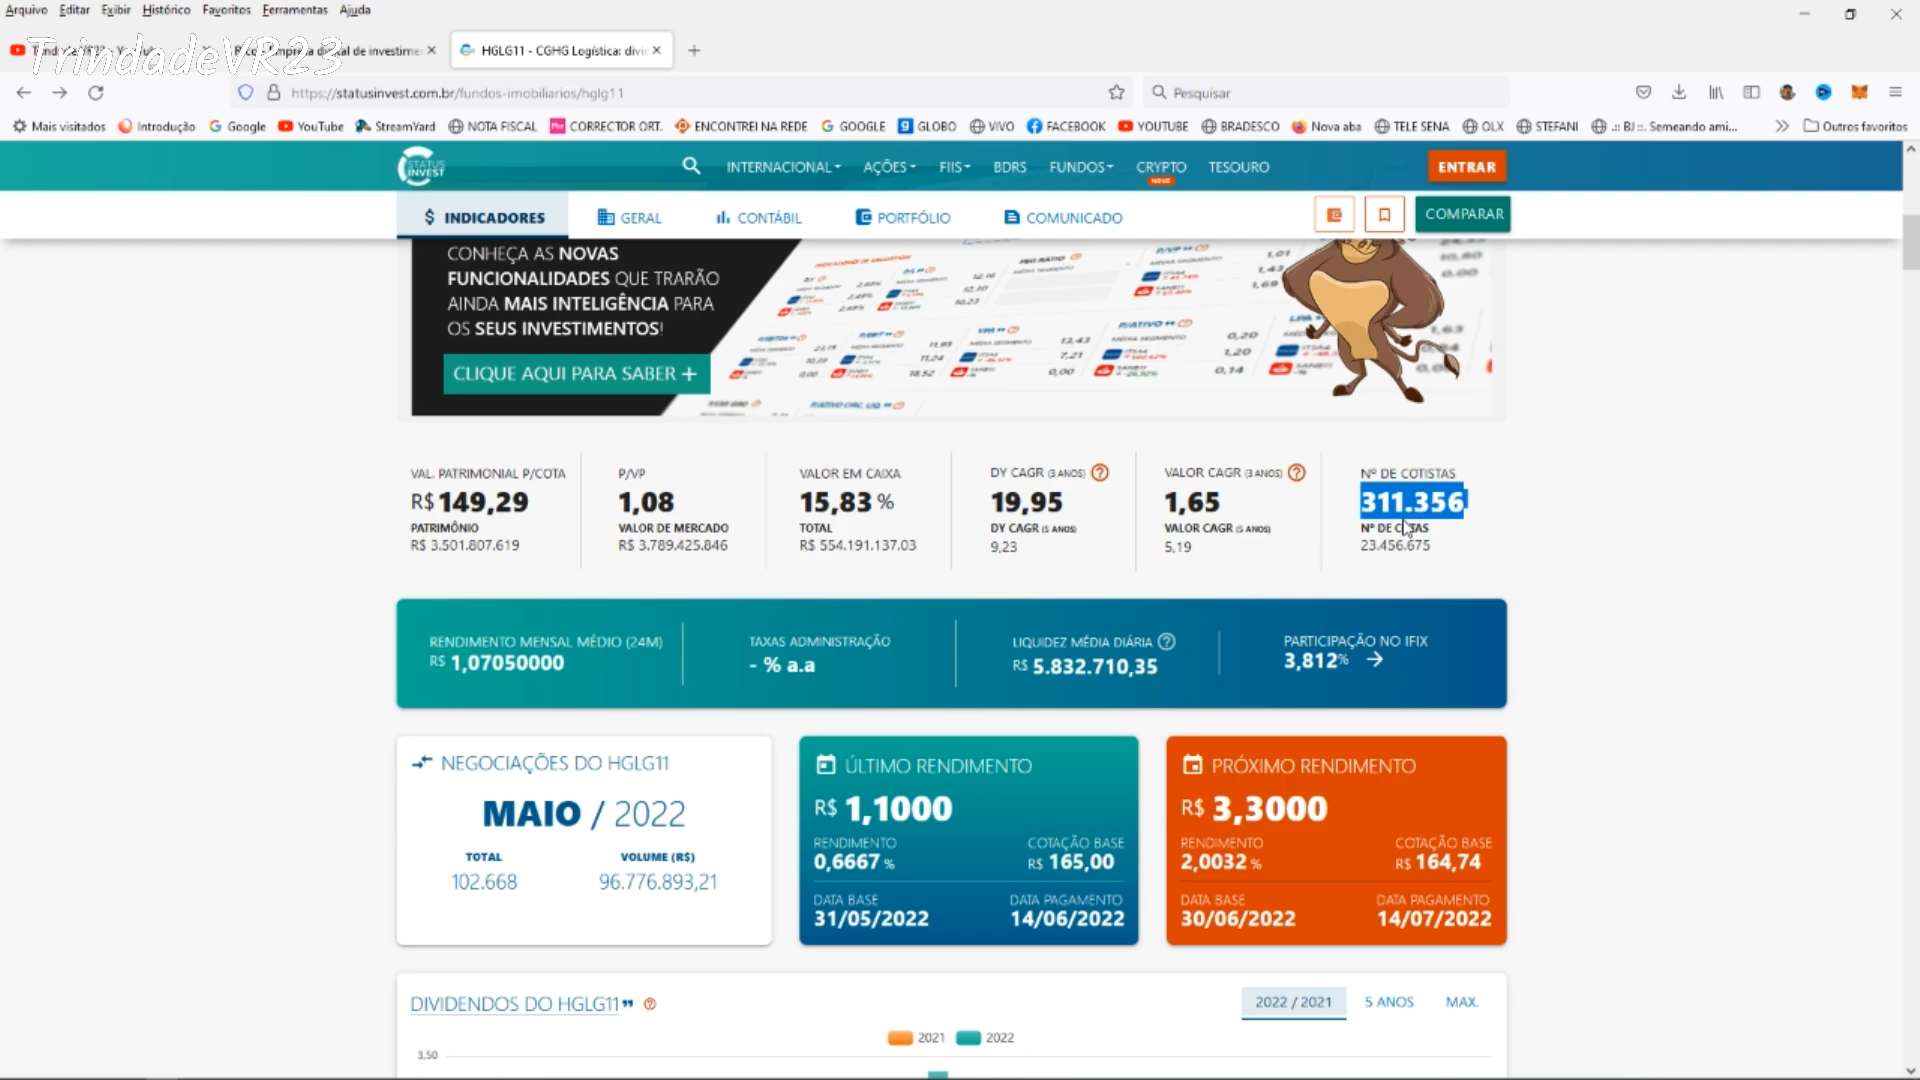 Arquivo Editar Exibir Histórico Favoritos Ferramentas Ajuda
TrindadeVR23
HGLG11 - CGHG Logística: divid
https://statusinvest.com.br/fundos-imobiliarios/hglg11
Pesquisar
Mais visitados Introdução Google YouTube StreamYard NOTA FISCAL CORRECTOR ORT. ENCONTREI NA REDE GOOGLE GLOBO VIVO FACEBOOK YOUTUBE BRADESCO Nova aba TELE SENA OLX STEFANI .:: BJ ::. Semeando ami... Outros favoritos
STATUS INVEST
INTERNACIONAL AÇÕES FIIS BDRS FUNDOS CRYPTO TESOURO ENTRAR
NOVO
INDICADORES GERAL CONTÁBIL PORTFÓLIO COMUNICADO COMPARAR
CONHEÇA AS NOVAS
FUNCIONALIDADES QUE TRARÃO
AINDA MAIS INTELIGÊNCIA PARA
OS SEUS INVESTIMENTOS!
CLIQUE AQUI PARA SABER +
VAL. PATRIMONIAL P/COTA P/VP VALOR EM CAIXA DY CAGR (3 ANOS) VALOR CAGR (3 ANOS) Nº DE COTISTAS
R$ 149,29 1,08 15,83 % 19,95 1,65 311.356
PATRIMÔNIO VALOR DE MERCADO TOTAL DY CAGR (5 ANOS) VALOR CAGR (5 ANOS) Nº DE COTAS
R$ 3.501.807.619 R$ 3.789.425.846 R$ 554.191.137,03 9,23 5,19 23.456.675
RENDIMENTO MENSAL MÉDIO (24M) TAXAS ADMINISTRAÇÃO LIQUIDEZ MÉDIA DIÁRIA PARTICIPAÇÃO NO IFIX
R$ 1,07050000 - % a.a R$ 5.832.710,35 3,812%
NEGOCIAÇÕES DO HGLG11
MAIO / 2022
TOTAL VOLUME (R$)
102.668 96.776.893,21
ÚLTIMO RENDIMENTO
R$ 1,1000
RENDIMENTO COTAÇÃO BASE
0,6667 % R$ 165,00
DATA BASE DATA PAGAMENTO
31/05/2022 14/06/2022
PRÓXIMO RENDIMENTO
R$ 3,3000
RENDIMENTO COTAÇÃO BASE
2,0032 % R$ 164,74
DATA BASE DATA PAGAMENTO
30/06/2022 14/07/2022
DIVIDENDOS DO HGLG11 2022 / 2021 5 ANOS MAX.
2021 2022
3,50